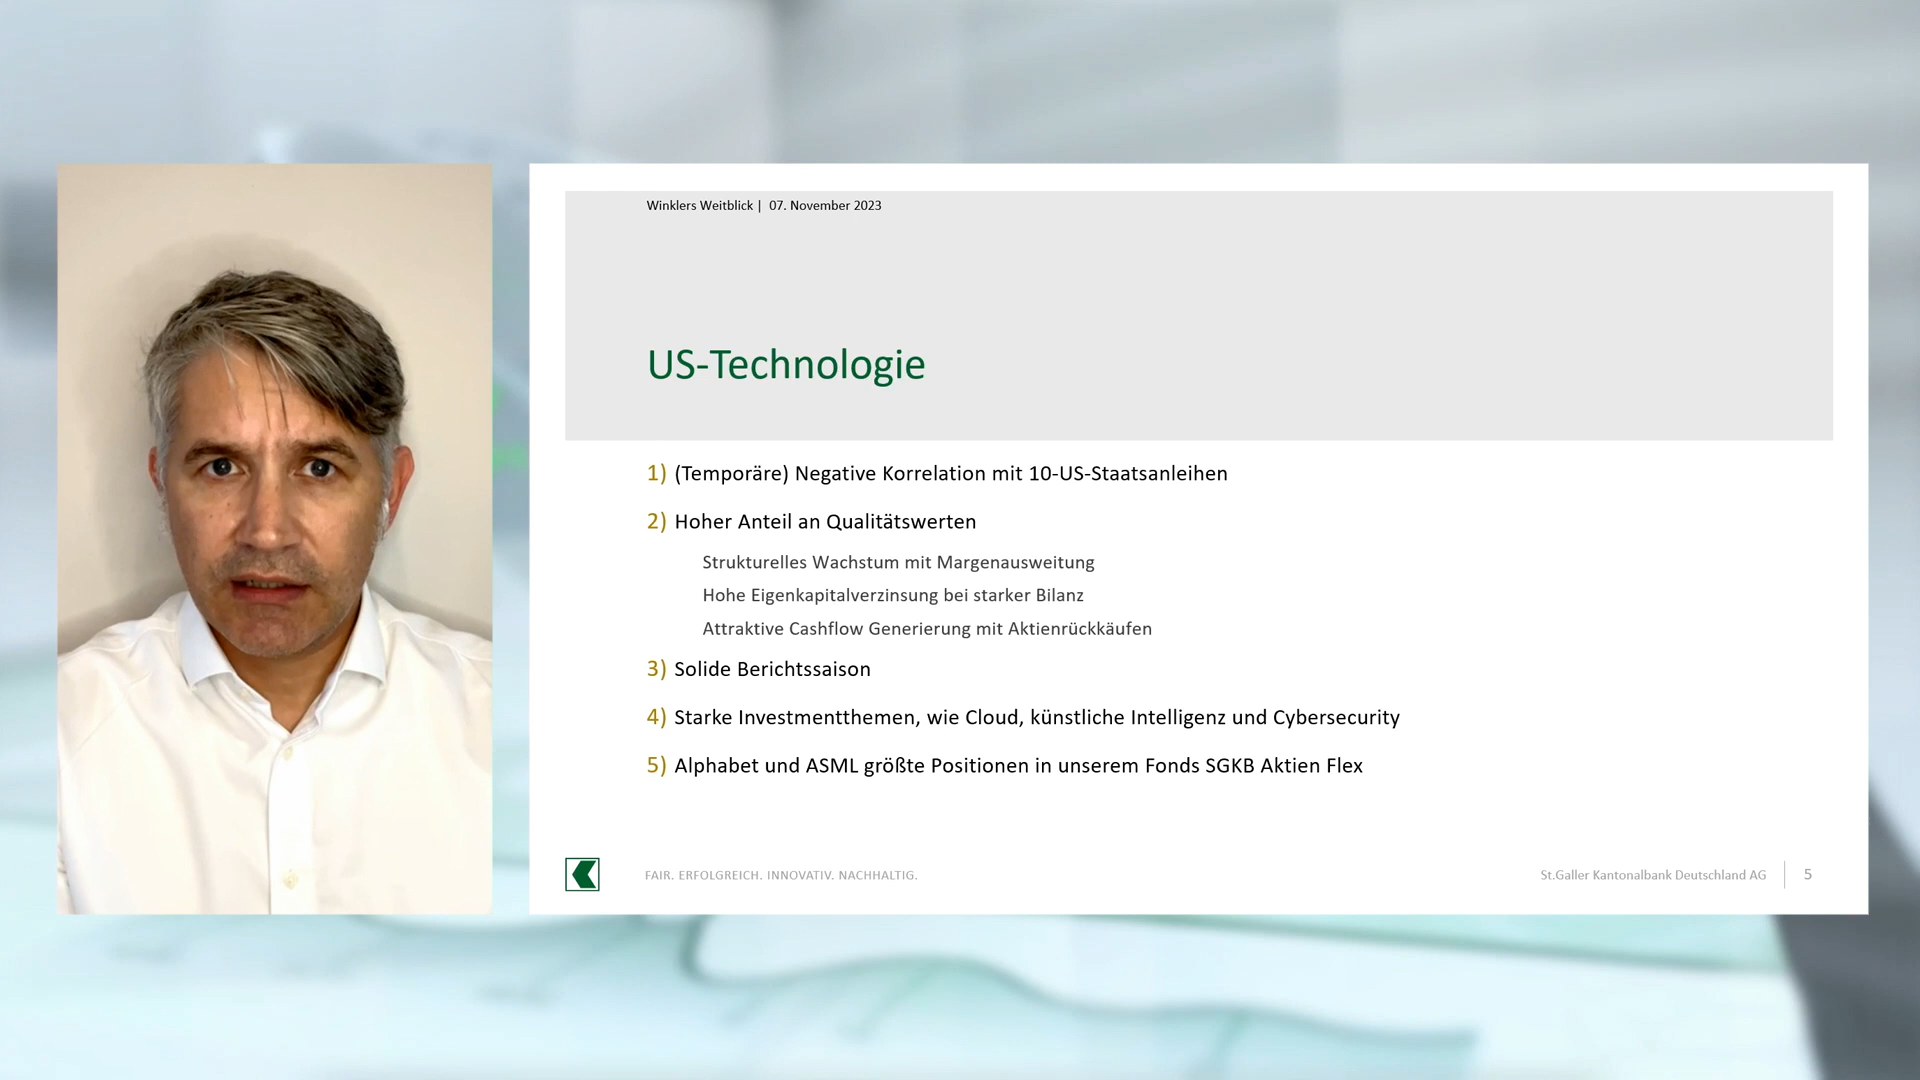 Winklers Weitblick | 07. November 2023
US-Technologie
1) (Temporäre) Negative Korrelation mit 10-US-Staatsanleihen
2) Hoher Anteil an Qualitätswerten
Strukturelles Wachstum mit Margenausweitung
Hohe Eigenkapitalverzinsung bei starker Bilanz
Attraktive Cashflow Generierung mit Aktienrückkäufen
3) Solide Berichtssaison
4) Starke Investmentthemen, wie Cloud, künstliche Intelligenz und Cybersecurity
5) Alphabet und ASML größte Positionen in unserem Fonds SGKB Aktien Flex
FAIR. ERFOLGREICH. INNOVATIV. NACHHALTIG.
St.Galler Kantonalbank Deutschland AG 5